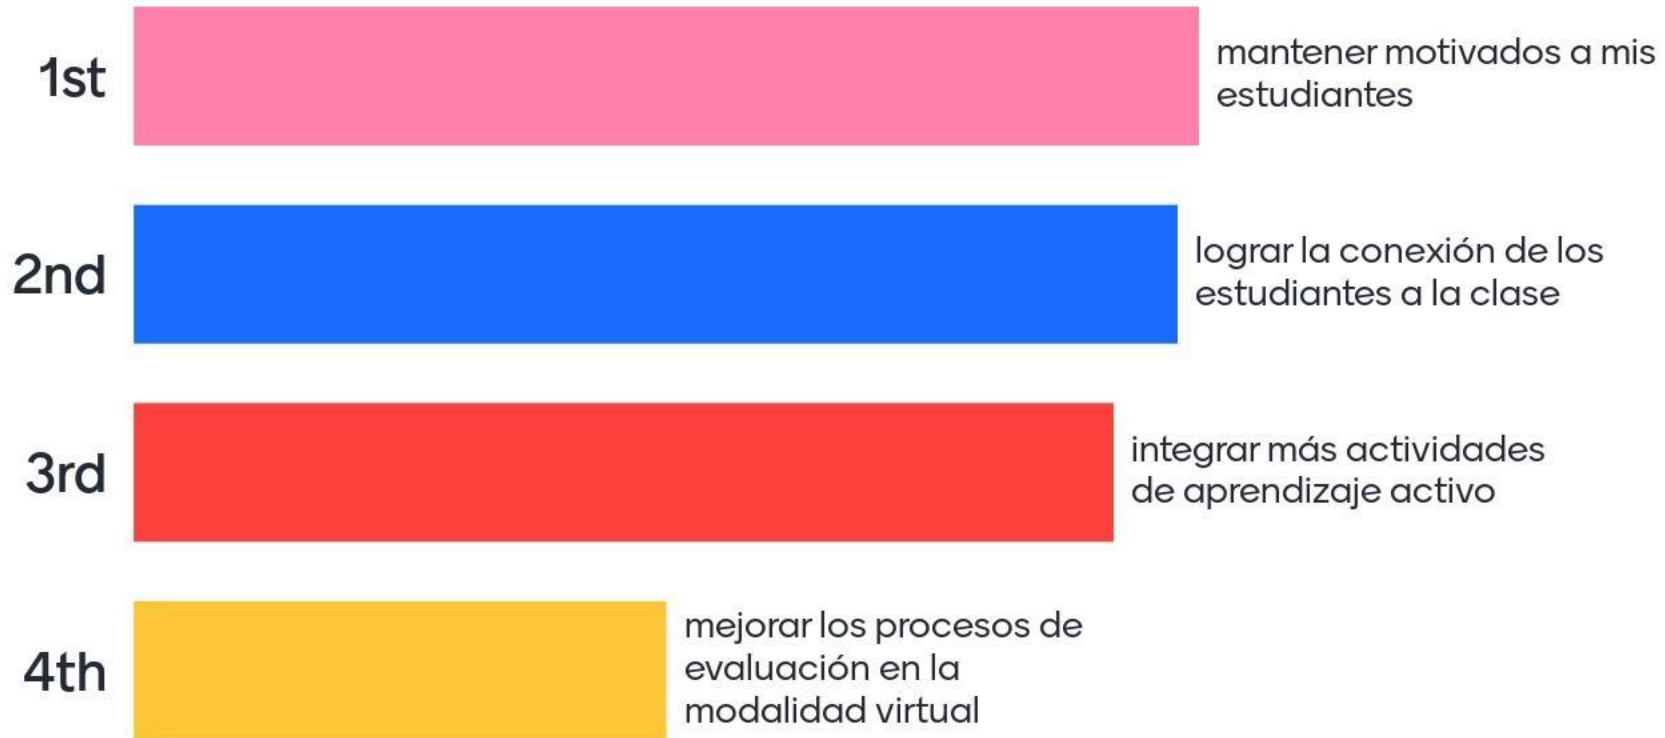 1st
mantener motivados a mis
estudiantes
2nd
lograr la conexión de los
estudiantes a la clase
3rd
integrar más actividades
de aprendizaje activo
4th
mejorar los procesos de
evaluación en la
modalidad virtual